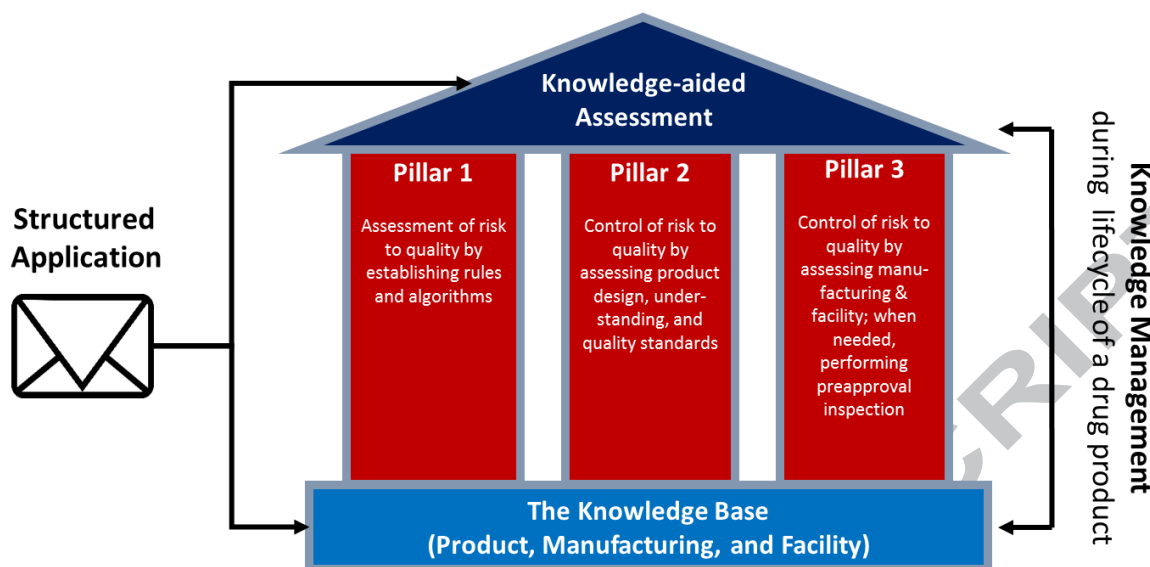 Knowledge-aided
Assessment
Structured
Application
Pillar 1
Assessment of risk
to quality by
establishing rules
and algorithms
Pillar 2
Control of risk to
quality by
assessing product
design, under-
standing, and
quality standards
Pillar 3
Control of risk to
quality by
assessing manu-
facturing &
facility; when
needed,
performing
preapproval
inspection
The Knowledge Base
(Product, Manufacturing, and Facility)
Knowledge Management
during lifecycle of a drug product